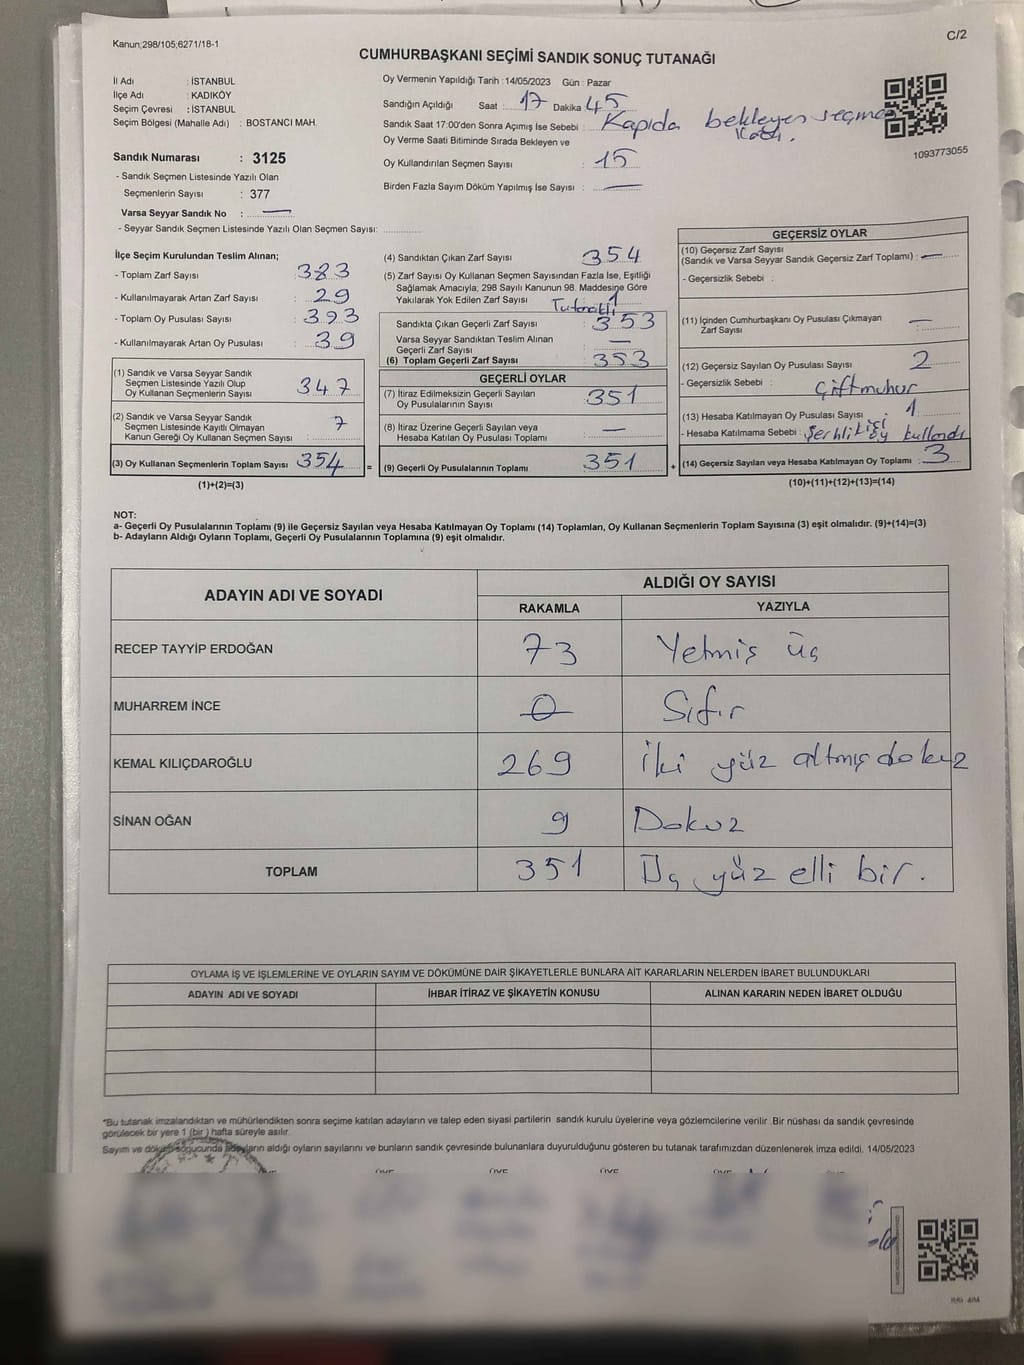 Kanun;298/105;6271/18-1
C/2
CUMHURBAŞKANI SEÇİMİ SANDIK SONUÇ TUTANAĞI
İl Adı : İSTANBUL
İlçe Adı : KADIKÖY
Seçim Çevresi : İSTANBUL
Seçim Bölgesi (Mahalle Adı) : BOSTANCI MAH.
Sandık Numarası : 3125
- Sandık Seçmen Listesinde Yazılı Olan
Seçmenlerin Sayısı : 377
Varsa Seyyar Sandık No : —
- Seyyar Sandık Seçmen Listesinde Yazılı Olan Seçmen Sayısı:
Oy Vermenin Yapıldığı Tarih : 14/05/2023 Gün : Pazar
Sandığın Açıldığı Saat : 17 Dakika 45
Sandık Saat 17:00'den Sonra Açımış İse Sebebi : Kapıda bekleyen seçmen
Oy Verme Saati Bitiminde Sırada Bekleyen ve
Oy Kullandırılan Seçmen Sayısı : 15
Birden Fazla Sayım Döküm Yapılmış İse Sayısı : —
1093773055
İlçe Seçim Kurulundan Teslim Alınan;
- Toplam Zarf Sayısı : 383
- Kullanılmayarak Artan Zarf Sayısı : 29
- Toplam Oy Pusulası Sayısı : 393
- Kullanılmayarak Artan Oy Pusulası : 39
(1) Sandık ve Varsa Seyyar Sandık
Seçmen Listesinde Yazılı Olup
Oy Kullanan Seçmenlerin Sayısı : 347
(2) Sandık ve Varsa Seyyar Sandık
Seçmen Listesinde Kayıtlı Olmayan
Kanun Gereği Oy Kullanan Seçmen Sayısı : 7
(3) Oy Kullanan Seçmenlerin Toplam Sayısı : 354
(1)+(2)=(3)
=
(4) Sandıktan Çıkan Zarf Sayısı : 354
(5) Zarf Sayısı Oy Kullanan Seçmen Sayısından Fazla İse, Eşitliği
Sağlamak Amacıyla; 298 Sayılı Kanunun 98. Maddesine Göre
Yakılarak Yok Edilen Zarf Sayısı : 1
Sandıkta Çıkan Geçerli Zarf Sayısı : 353
Varsa Seyyar Sandıktan Teslim Alınan
Geçerli Zarf Sayısı : —
(6) Toplam Geçerli Zarf Sayısı : 353
GEÇERLİ OYLAR
(7) İtiraz Edilmeksizin Geçerli Sayılan
Oy Pusulalarının Sayısı : 351
(8) İtiraz Üzerine Geçerli Sayılan veya
Hesaba Katılan Oy Pusulası Toplamı : —
(9) Geçerli Oy Pusulalarının Toplamı : 351
+
GEÇERSİZ OYLAR
(10) Geçersiz Zarf Sayısı
(Sandık ve Varsa Seyyar Sandık Geçersiz Zarf Toplamı) : —
- Geçersizlik Sebebi :
(11) İçinden Cumhurbaşkanı Oy Pusulası Çıkmayan
Zarf Sayısı : —
(12) Geçersiz Sayılan Oy Pusulası Sayısı : 2
- Geçersizlik Sebebi : Çift mühür
(13) Hesaba Katılmayan Oy Pusulası Sayısı : 1
- Hesaba Katılmama Sebebi : Şerhli kişi oy kullandı
(14) Geçersiz Sayılan veya Hesaba Katılmayan Oy Toplamı : 3
(10)+(11)+(12)+(13)=(14)
NOT:
a- Geçerli Oy Pusulalarının Toplamı (9) ile Geçersiz Sayılan veya Hesaba Katılmayan Oy Toplamı (14) Toplamları, Oy Kullanan Seçmenlerin Toplam Sayısına (3) eşit olmalıdır. (9)+(14)=(3)
b- Adayların Aldığı Oyların Toplamı, Geçerli Oy Pusulalarının Toplamına (9) eşit olmalıdır.
ADAYIN ADI VE SOYADI
ALDIĞI OY SAYISI
RAKAMLA YAZIYLA
RECEP TAYYİP ERDOĞAN 73 Yetmiş üç
MUHARREM İNCE 0 Sıfır
KEMAL KILIÇDAROĞLU 269 İki yüz altmış dokuz
SİNAN OĞAN 9 Dokuz
TOPLAM 351 Üç yüz elli bir.
OYLAMA İŞ VE İŞLEMLERİNE VE OYLARIN SAYIM VE DÖKÜMÜNE DAİR ŞİKAYETLERLE BUNLARA AİT KARARLARIN NELERDEN İBARET BULUNDUKLARI
ADAYIN ADI VE SOYADI İHBAR İTİRAZ VE ŞİKAYETİN KONUSU ALINAN KARARIN NEDEN İBARET OLDUĞU
*Bu tutanak imzalandıktan ve mühürlendikten sonra seçime katılan adayların ve talep eden siyasi partilerin sandık kurulu üyelerine veya gözlemcilerine verilir. Bir nüshası da sandık çevresinde
görülecek bir yere 1 (bir) hafta süreyle asılır.
Sayım ve döküm sonucunda adayların aldığı oyların sayılarını ve bunların sandık çevresinde bulunanlara duyurulduğunu gösteren bu tutanak tarafımızdan düzenlenerek imza edildi. 14/05/2023
ÜYE ÜYE ÜYE ÜYE